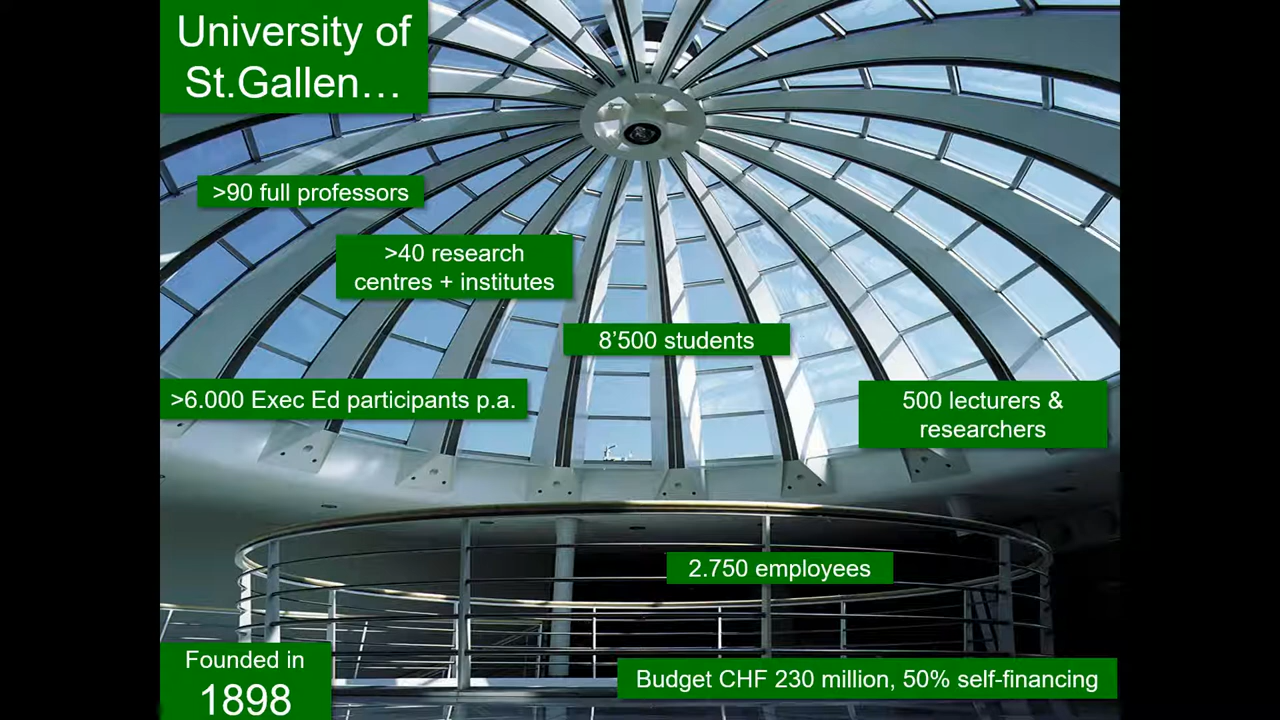 University of
St.Gallen…
>90 full professors
>40 research
centres + institutes
8’500 students
>6.000 Exec Ed participants p.a.
500 lecturers &
researchers
2.750 employees
Founded in
1898
Budget CHF 230 million, 50% self-financing